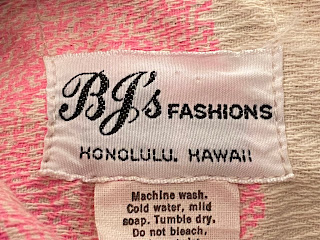 BJ's FASHIONS
HONOLULU. HAWAII
Machine wash.
Cold water, mild
soap. Tumble dry.
Do not bleach,